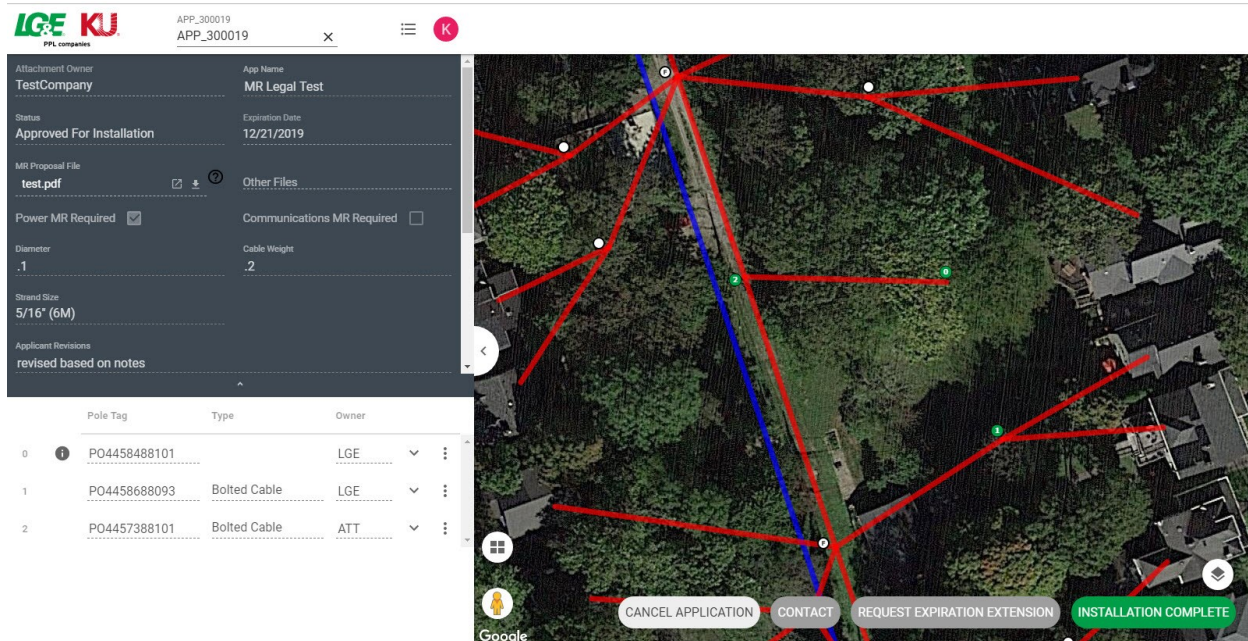 LG&E KU
PPL companies
APP_300019
APP_300019
K
Attachment Owner
TestCompany
App Name
MR Legal Test
Status
Approved For Installation
Expiration Date
12/21/2019
MR Proposal File
test.pdf
Other Files
Power MR Required
Communications MR Required
Diameter
.1
Cable Weight
.2
Strand Size
5/16" (6M)
Applicant Revisions
revised based on notes
Pole Tag Type Owner
0 PO4458488101 LGE
1 PO4458688093 Bolted Cable LGE
2 PO4457388101 Bolted Cable ATT
F
2
0
1
F
CANCEL APPLICATION
CONTACT
REQUEST EXPIRATION EXTENSION
INSTALLATION COMPLETE
Google